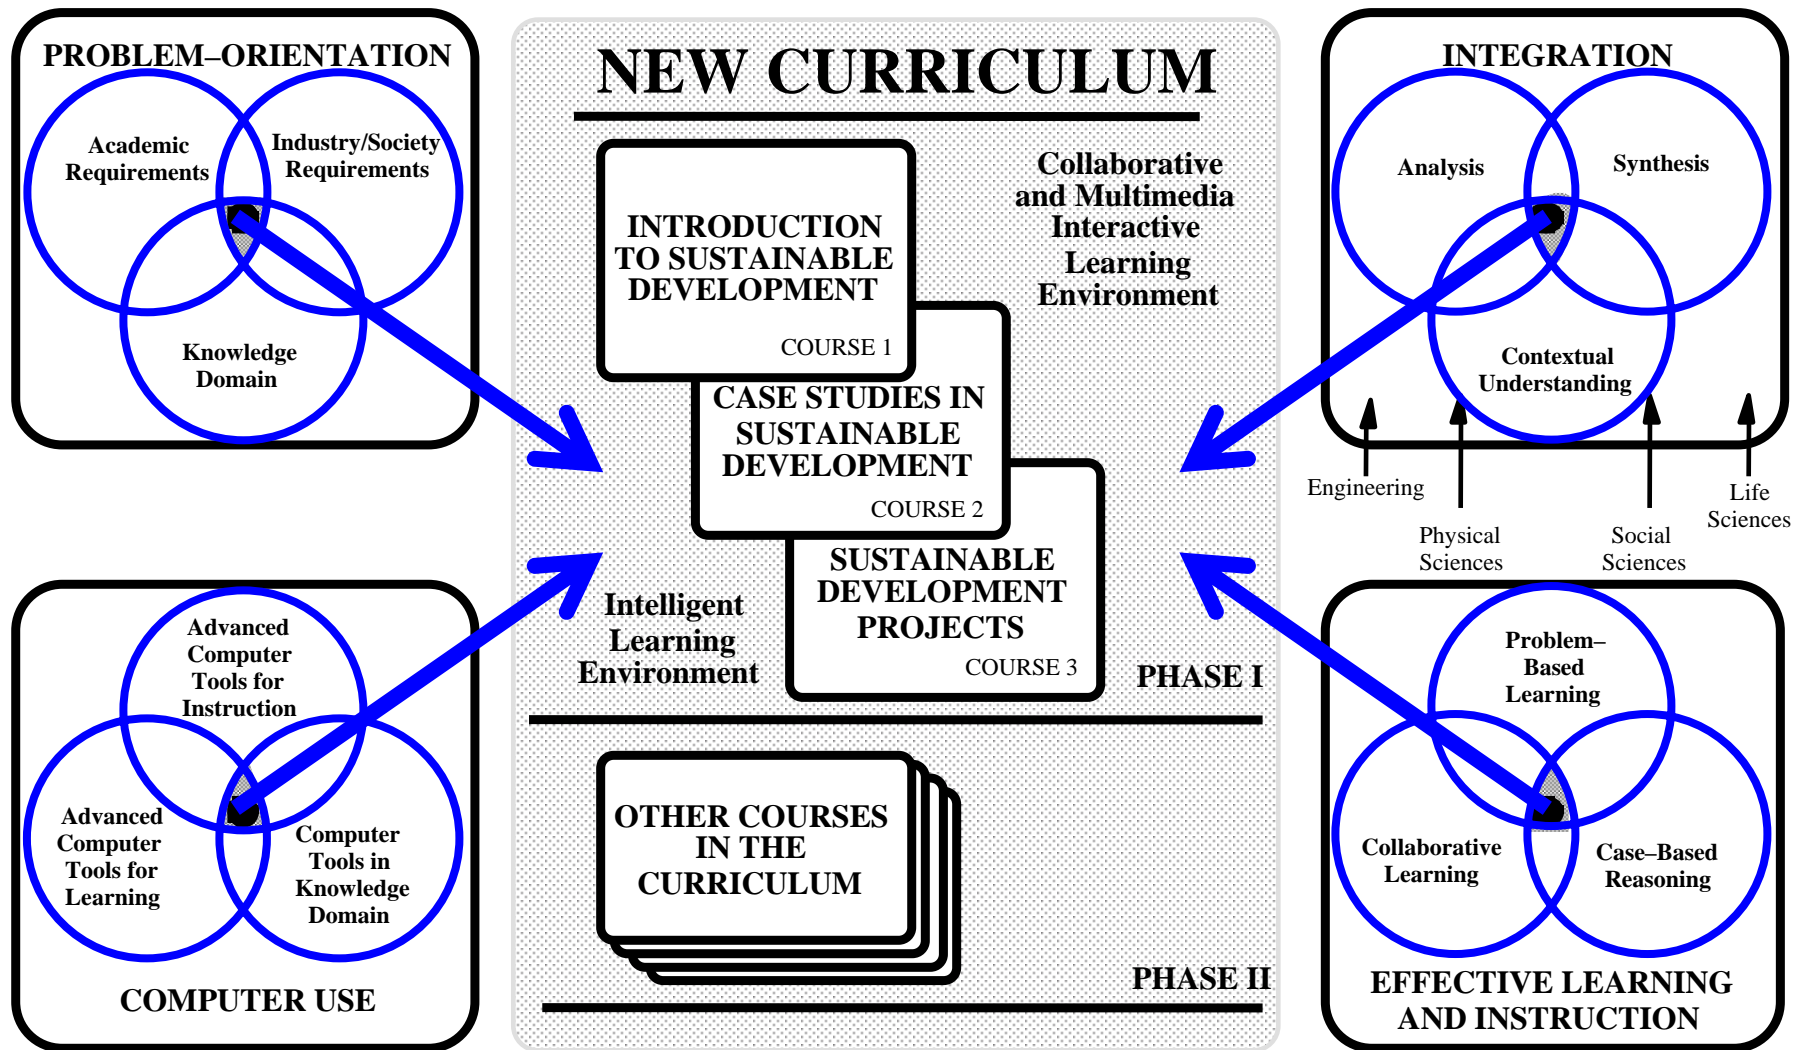 PROBLEM–ORIENTATION
Academic
Requirements
Industry/Society
Requirements
Knowledge
Domain
NEW CURRICULUM
INTRODUCTION
TO SUSTAINABLE
DEVELOPMENT
COURSE 1
Collaborative
and Multimedia
Interactive
Learning
Environment
CASE STUDIES IN
SUSTAINABLE
DEVELOPMENT
COURSE 2
SUSTAINABLE
DEVELOPMENT
PROJECTS
COURSE 3
Intelligent
Learning
Environment
PHASE I
OTHER COURSES
IN THE
CURRICULUM
PHASE II
INTEGRATION
Analysis
Synthesis
Contextual
Understanding
Engineering
Physical
Sciences
Social
Sciences
Life
Sciences
Advanced
Computer
Tools for
Instruction
Advanced
Computer
Tools for
Learning
Computer
Tools in
Knowledge
Domain
COMPUTER USE
Problem–
Based
Learning
Collaborative
Learning
Case–Based
Reasoning
EFFECTIVE LEARNING
AND INSTRUCTION